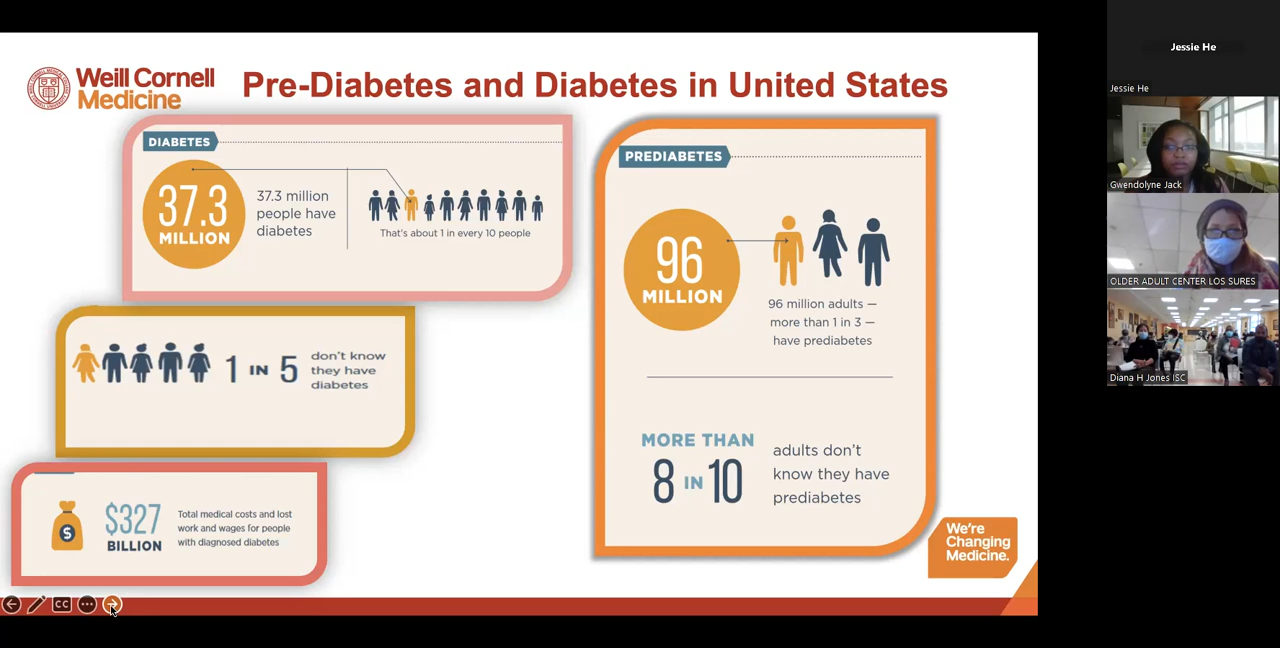 Weill Cornell
Medicine
Pre-Diabetes and Diabetes in United States
DIABETES
37.3
MILLION
37.3 million
people have
diabetes
That's about 1 in every 10 people
1 IN 5
don't know
they have
diabetes
$
$327
BILLION
Total medical costs and lost
work and wages for people
with diagnosed diabetes
PREDIABETES
96
MILLION
96 million adults —
more than 1 in 3 —
have prediabetes
MORE THAN
8 IN 10
adults don't
know they have
prediabetes
We're
Changing
Medicine.
CC
Jessie He
Jessie He
Gwendolyne Jack
OLDER ADULT CENTER LOS SURES
Diana H Jones ISC